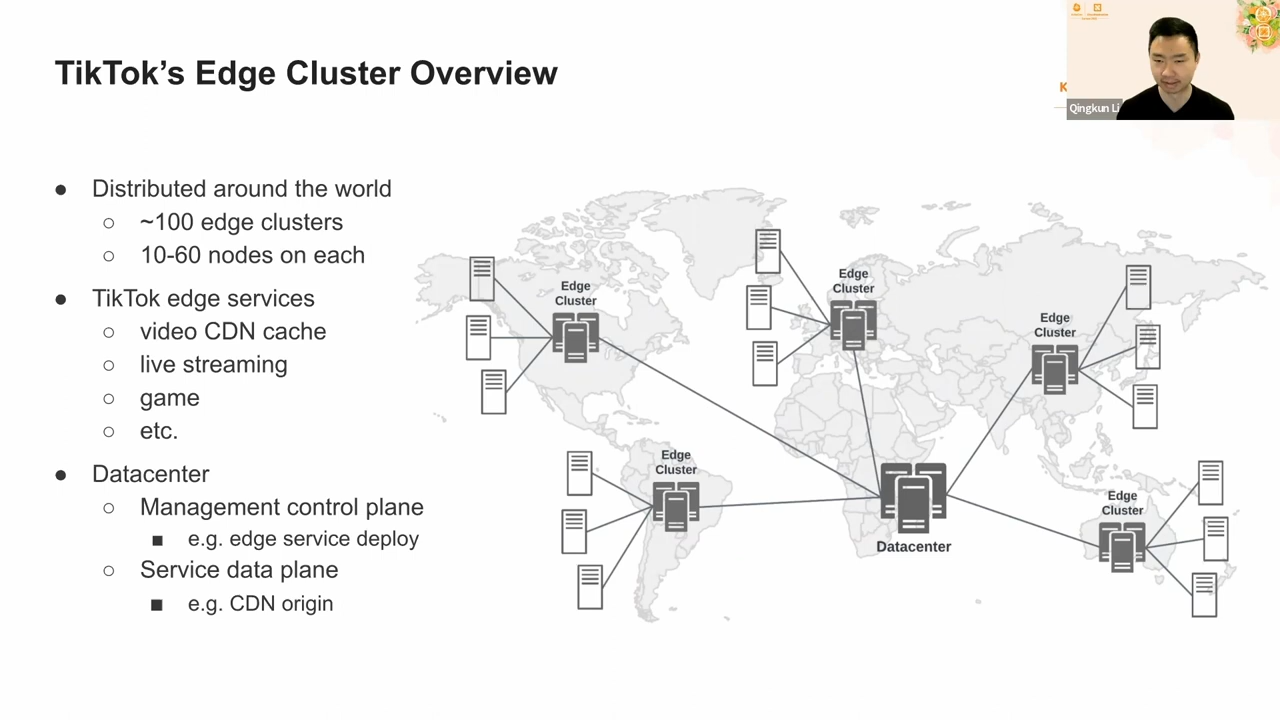 TikTok's Edge Cluster Overview
K
Qingkun Li
● Distributed around the world
○ ~100 edge clusters
○ 10-60 nodes on each
● TikTok edge services
○ video CDN cache
○ live streaming
○ game
○ etc.
● Datacenter
○ Management control plane
■ e.g. edge service deploy
○ Service data plane
■ e.g. CDN origin
Edge
Cluster
Edge
Cluster
Edge
Cluster
Edge
Cluster
Edge
Cluster
Datacenter